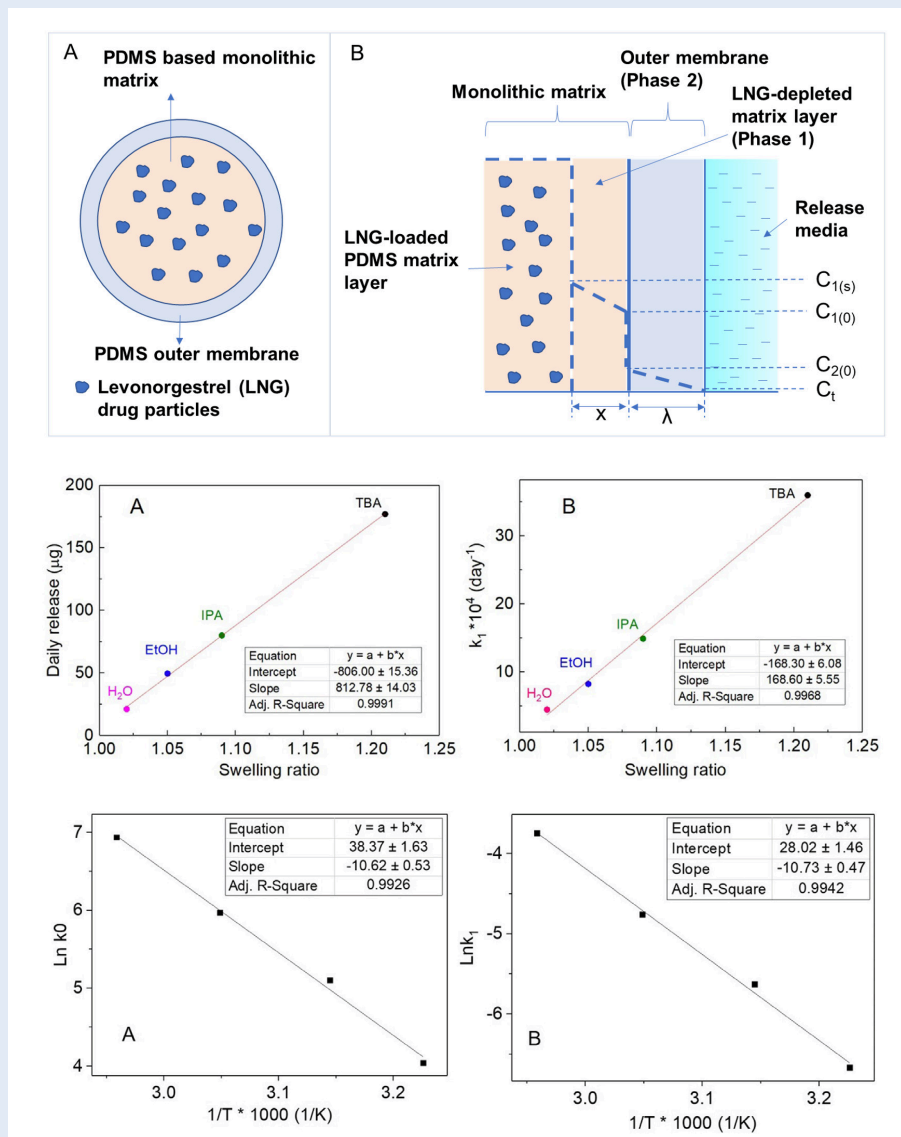 A
PDMS based monolithic
matrix
PDMS outer membrane
Levonorgestrel (LNG)
drug particles
B
Outer membrane
(Phase 2)
Monolithic matrix
LNG-depleted
matrix layer
(Phase 1)
LNG-loaded
PDMS matrix
layer
Release
media
C1(s)
C1(0)
C2(0)
Ct
x
λ
A
Daily release (µg)
200
150
100
50
0
TBA
IPA
EtOH
H2O
Equation y = a + b*x
Intercept -806.00 ± 15.36
Slope 812.78 ± 14.03
Adj. R-Square 0.9991
1.00 1.05 1.10 1.15 1.20 1.25
Swelling ratio
B
k1 *10^4 (day^-1)
30
20
10
0
TBA
IPA
EtOH
H2O
Equation y = a + b*x
Intercept -168.30 ± 6.08
Slope 168.60 ± 5.55
Adj. R-Square 0.9968
1.00 1.05 1.10 1.15 1.20 1.25
Swelling ratio
Ln k0
7
6
5
4
Equation y = a + b*x
Intercept 38.37 ± 1.63
Slope -10.62 ± 0.53
Adj. R-Square 0.9926
A
3.0 3.1 3.2
1/T * 1000 (1/K)
Lnk1
-4
-5
-6
Equation y = a + b*x
Intercept 28.02 ± 1.46
Slope -10.73 ± 0.47
Adj. R-Square 0.9942
B
3.0 3.1 3.2
1/T * 1000 (1/K)